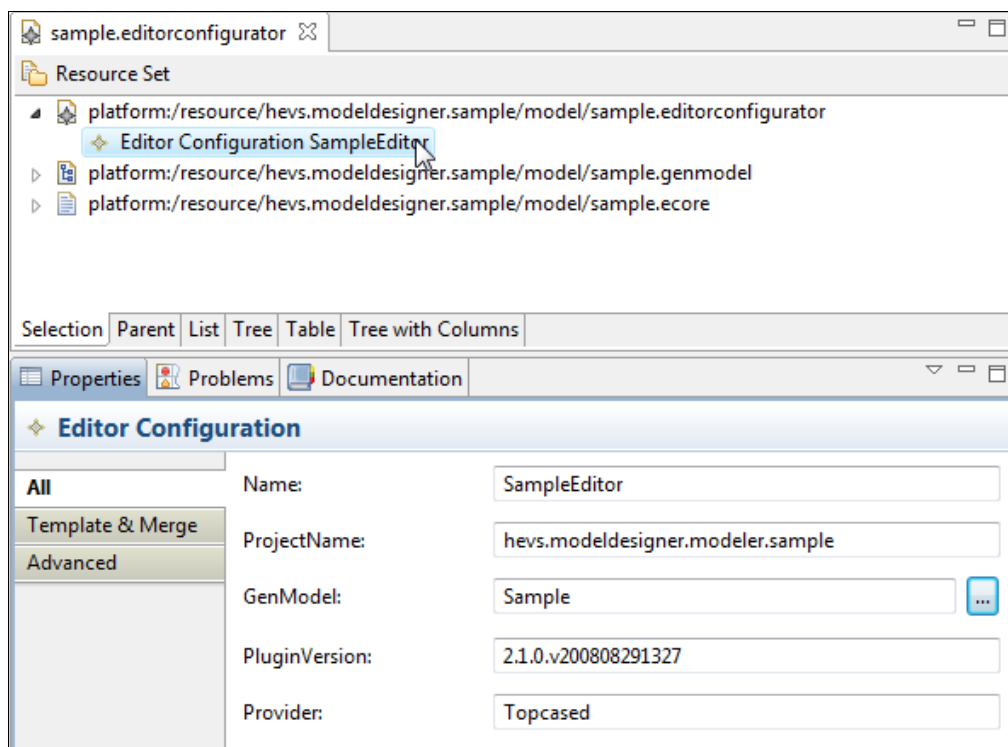 sample.editorconfigurator
Resource Set
platform:/resource/hevs.modeldesigner.sample/model/sample.editorconfigurator
Editor Configuration SampleEditor
platform:/resource/hevs.modeldesigner.sample/model/sample.genmodel
platform:/resource/hevs.modeldesigner.sample/model/sample.ecore
Selection Parent List Tree Table Tree with Columns
Properties Problems Documentation
Editor Configuration
All
Template & Merge
Advanced
Name: SampleEditor
ProjectName: hevs.modeldesigner.modeler.sample
GenModel: Sample ...
PluginVersion: 2.1.0.v200808291327
Provider: Topcased